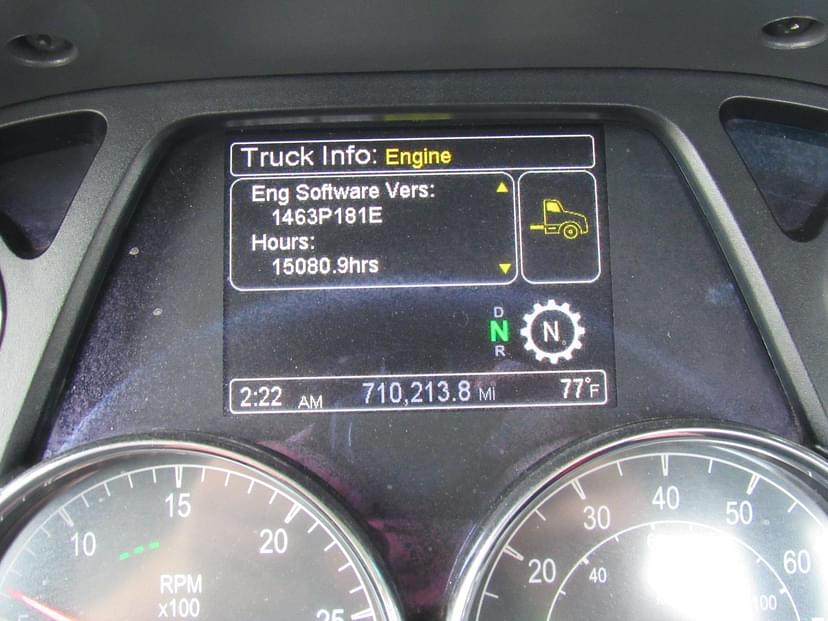 Truck Info: Engine
Eng Software Vers:
1463P181E
Hours:
15080.9hrs
D
N
R
N
2:22 AM 710,213.8 Mi 77°F
10
15
20
25
RPM
x100
20
30
40
50
60
40
100